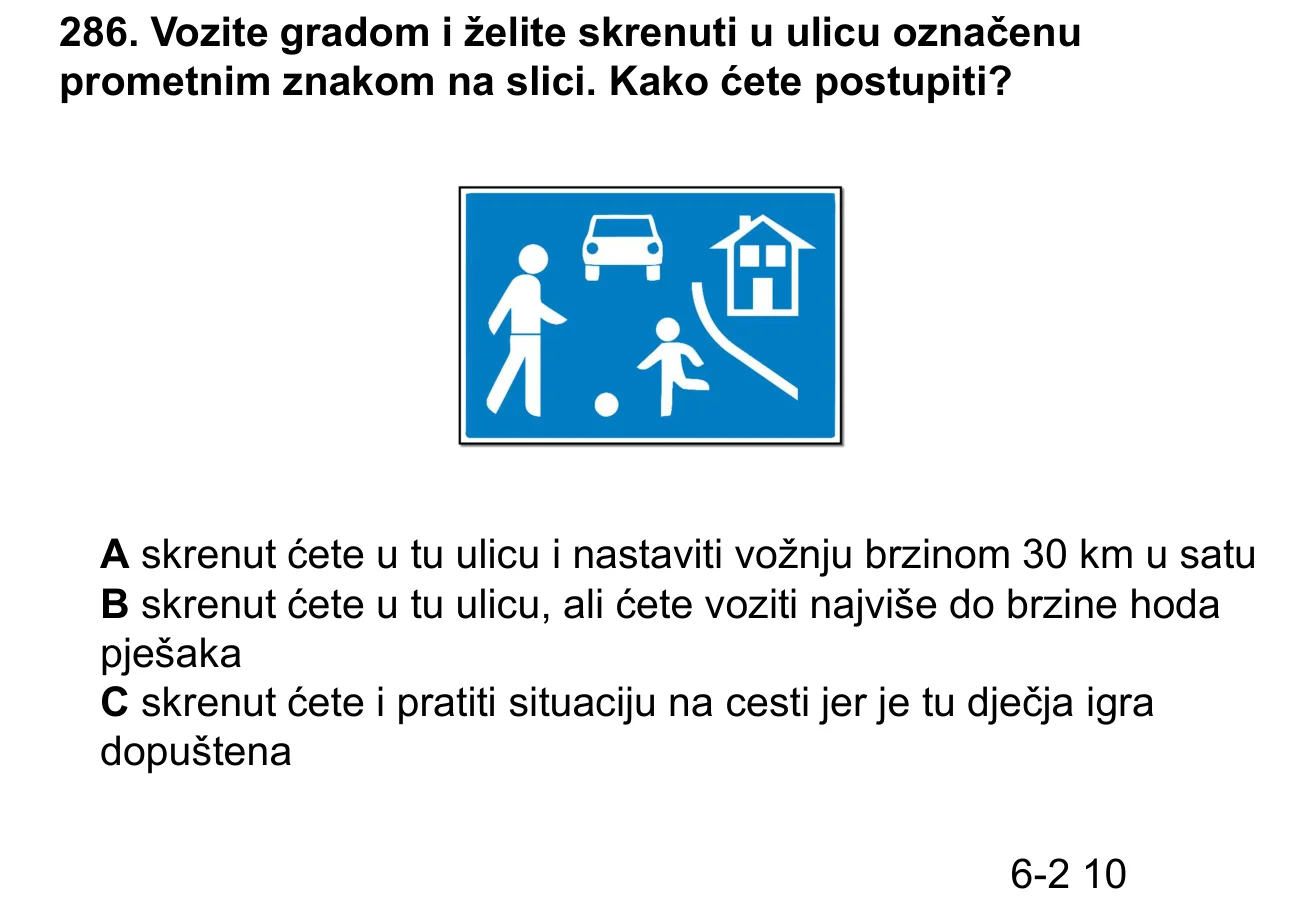 286. Vozite gradom i želite skrenuti u ulicu označenu
prometnim znakom na slici. Kako ćete postupiti?
A skrenut ćete u tu ulicu i nastaviti vožnju brzinom 30 km u satu
B skrenut ćete u tu ulicu, ali ćete voziti najviše do brzine hoda
pješaka
C skrenut ćete i pratiti situaciju na cesti jer je tu dječja igra
dopuštena
6-2 10